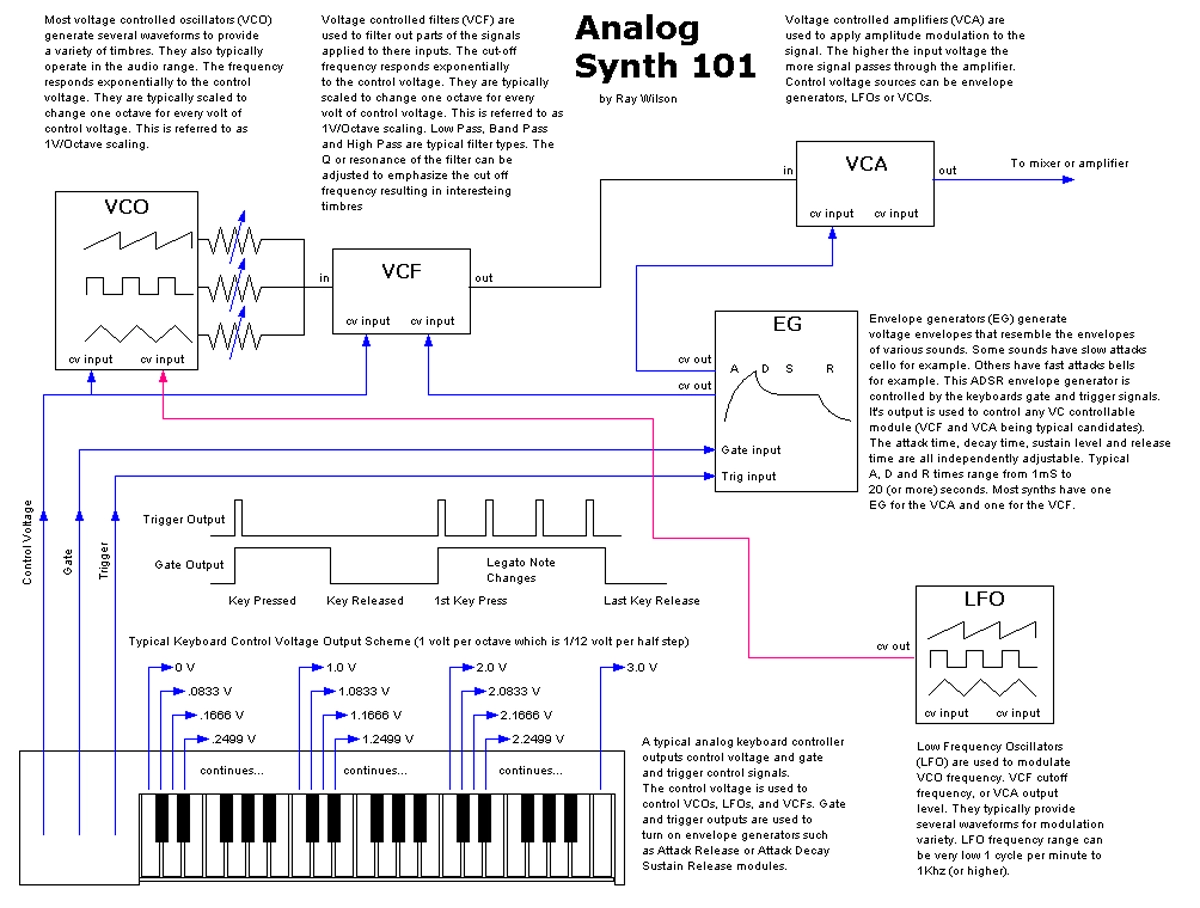 Most voltage controlled oscillators (VCO)
generate several waveforms to provide
a variety of timbres. They also typically
operate in the audio range. The frequency
responds exponentially to the control
voltage. They are typically scaled to
change one octave for every volt of
control voltage. This is referred to as
1V/Octave scaling.
Voltage controlled filters (VCF) are
used to filter out parts of the signals
applied to there inputs. The cut-off
frequency responds exponentially
to the control voltage. They are typically
scaled to change one octave for every
volt of control voltage. This is referred to as
1V/Octave scaling. Low Pass, Band Pass
and High Pass are typical filter types. The
Q or resonance of the filter can be
adjusted to emphasize the cut off
frequency resulting in interesteing
timbres
Analog
Synth 101
by Ray Wilson
Voltage controlled amplifiers (VCA) are
used to apply amplitude modulation to the
signal. The higher the input voltage the
more signal passes through the amplifier.
Control voltage sources can be envelope
generators, LFOs or VCOs.
VCO
cv input
cv input
in
VCF
out
cv input
cv input
in
VCA
out
cv input
cv input
To mixer or amplifier
EG
cv out
cv out
A D S R
Gate input
Trig input
Envelope generators (EG) generate
voltage envelopes that resemble the envelopes
of various sounds. Some sounds have slow attacks
cello for example. Others have fast attacks bells
for example. This ADSR envelope generator is
controlled by the keyboards gate and trigger signals.
It's output is used to control any VC controllable
module (VCF and VCA being typical candidates).
The attack time, decay time, sustain level and release
time are all independently adjustable. Typical
A, D and R times range from 1mS to
20 (or more) seconds. Most synths have one
EG for the VCA and one for the VCF.
Control Voltage
Gate
Trigger
Trigger Output
Gate Output
Legato Note
Changes
Key Pressed
Key Released
1st Key Press
Last Key Release
LFO
cv out
cv input
cv input
Typical Keyboard Control Voltage Output Scheme (1 volt per octave which is 1/12 volt per half step)
0 V
1.0 V
2.0 V
3.0 V
.0833 V
1.0833 V
2.0833 V
.1666 V
1.1666 V
2.1666 V
.2499 V
1.2499 V
2.2499 V
continues...
continues...
continues...
A typical analog keyboard controller
outputs control voltage and gate
and trigger control signals.
The control voltage is used to
control VCOs, LFOs, and VCFs. Gate
and trigger outputs are used to
turn on envelope generators such
as Attack Release or Attack Decay
Sustain Release modules.
Low Frequency Oscillators
(LFO) are used to modulate
VCO frequency. VCF cutoff
frequency, or VCA output
level. They typically provide
several waveforms for modulation
variety. LFO frequency range can
be very low 1 cycle per minute to
1Khz (or higher).